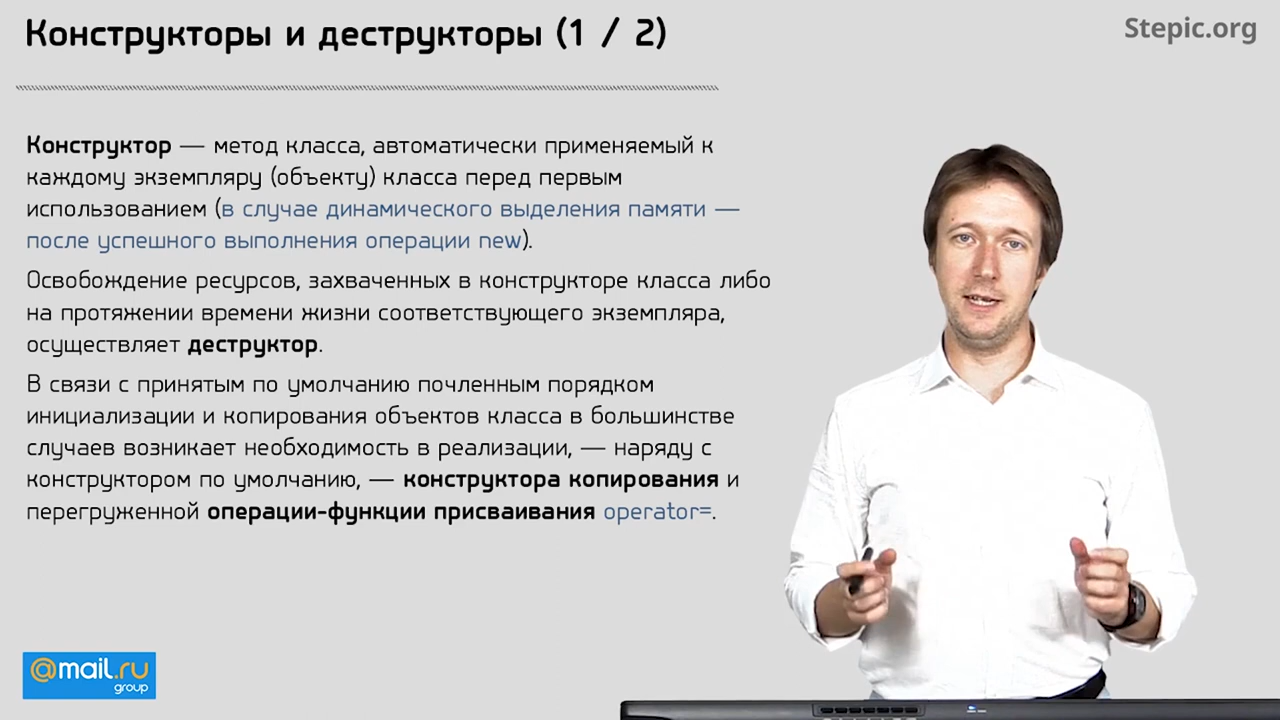 Конструкторы и деструкторы (1 / 2)
Stepic.org
Конструктор — метод класса, автоматически применяемый к
каждому экземпляру (объекту) класса перед первым
использованием (в случае динамического выделения памяти —
после успешного выполнения операции new).
Освобождение ресурсов, захваченных в конструкторе класса либо
на протяжении времени жизни соответствующего экземпляра,
осуществляет деструктор.
В связи с принятым по умолчанию почленным порядком
инициализации и копирования объектов класса в большинстве
случаев возникает необходимость в реализации, — наряду с
конструктором по умолчанию, — конструктора копирования и
перегруженной операции-функции присваивания operator=.
@mail.ru
group